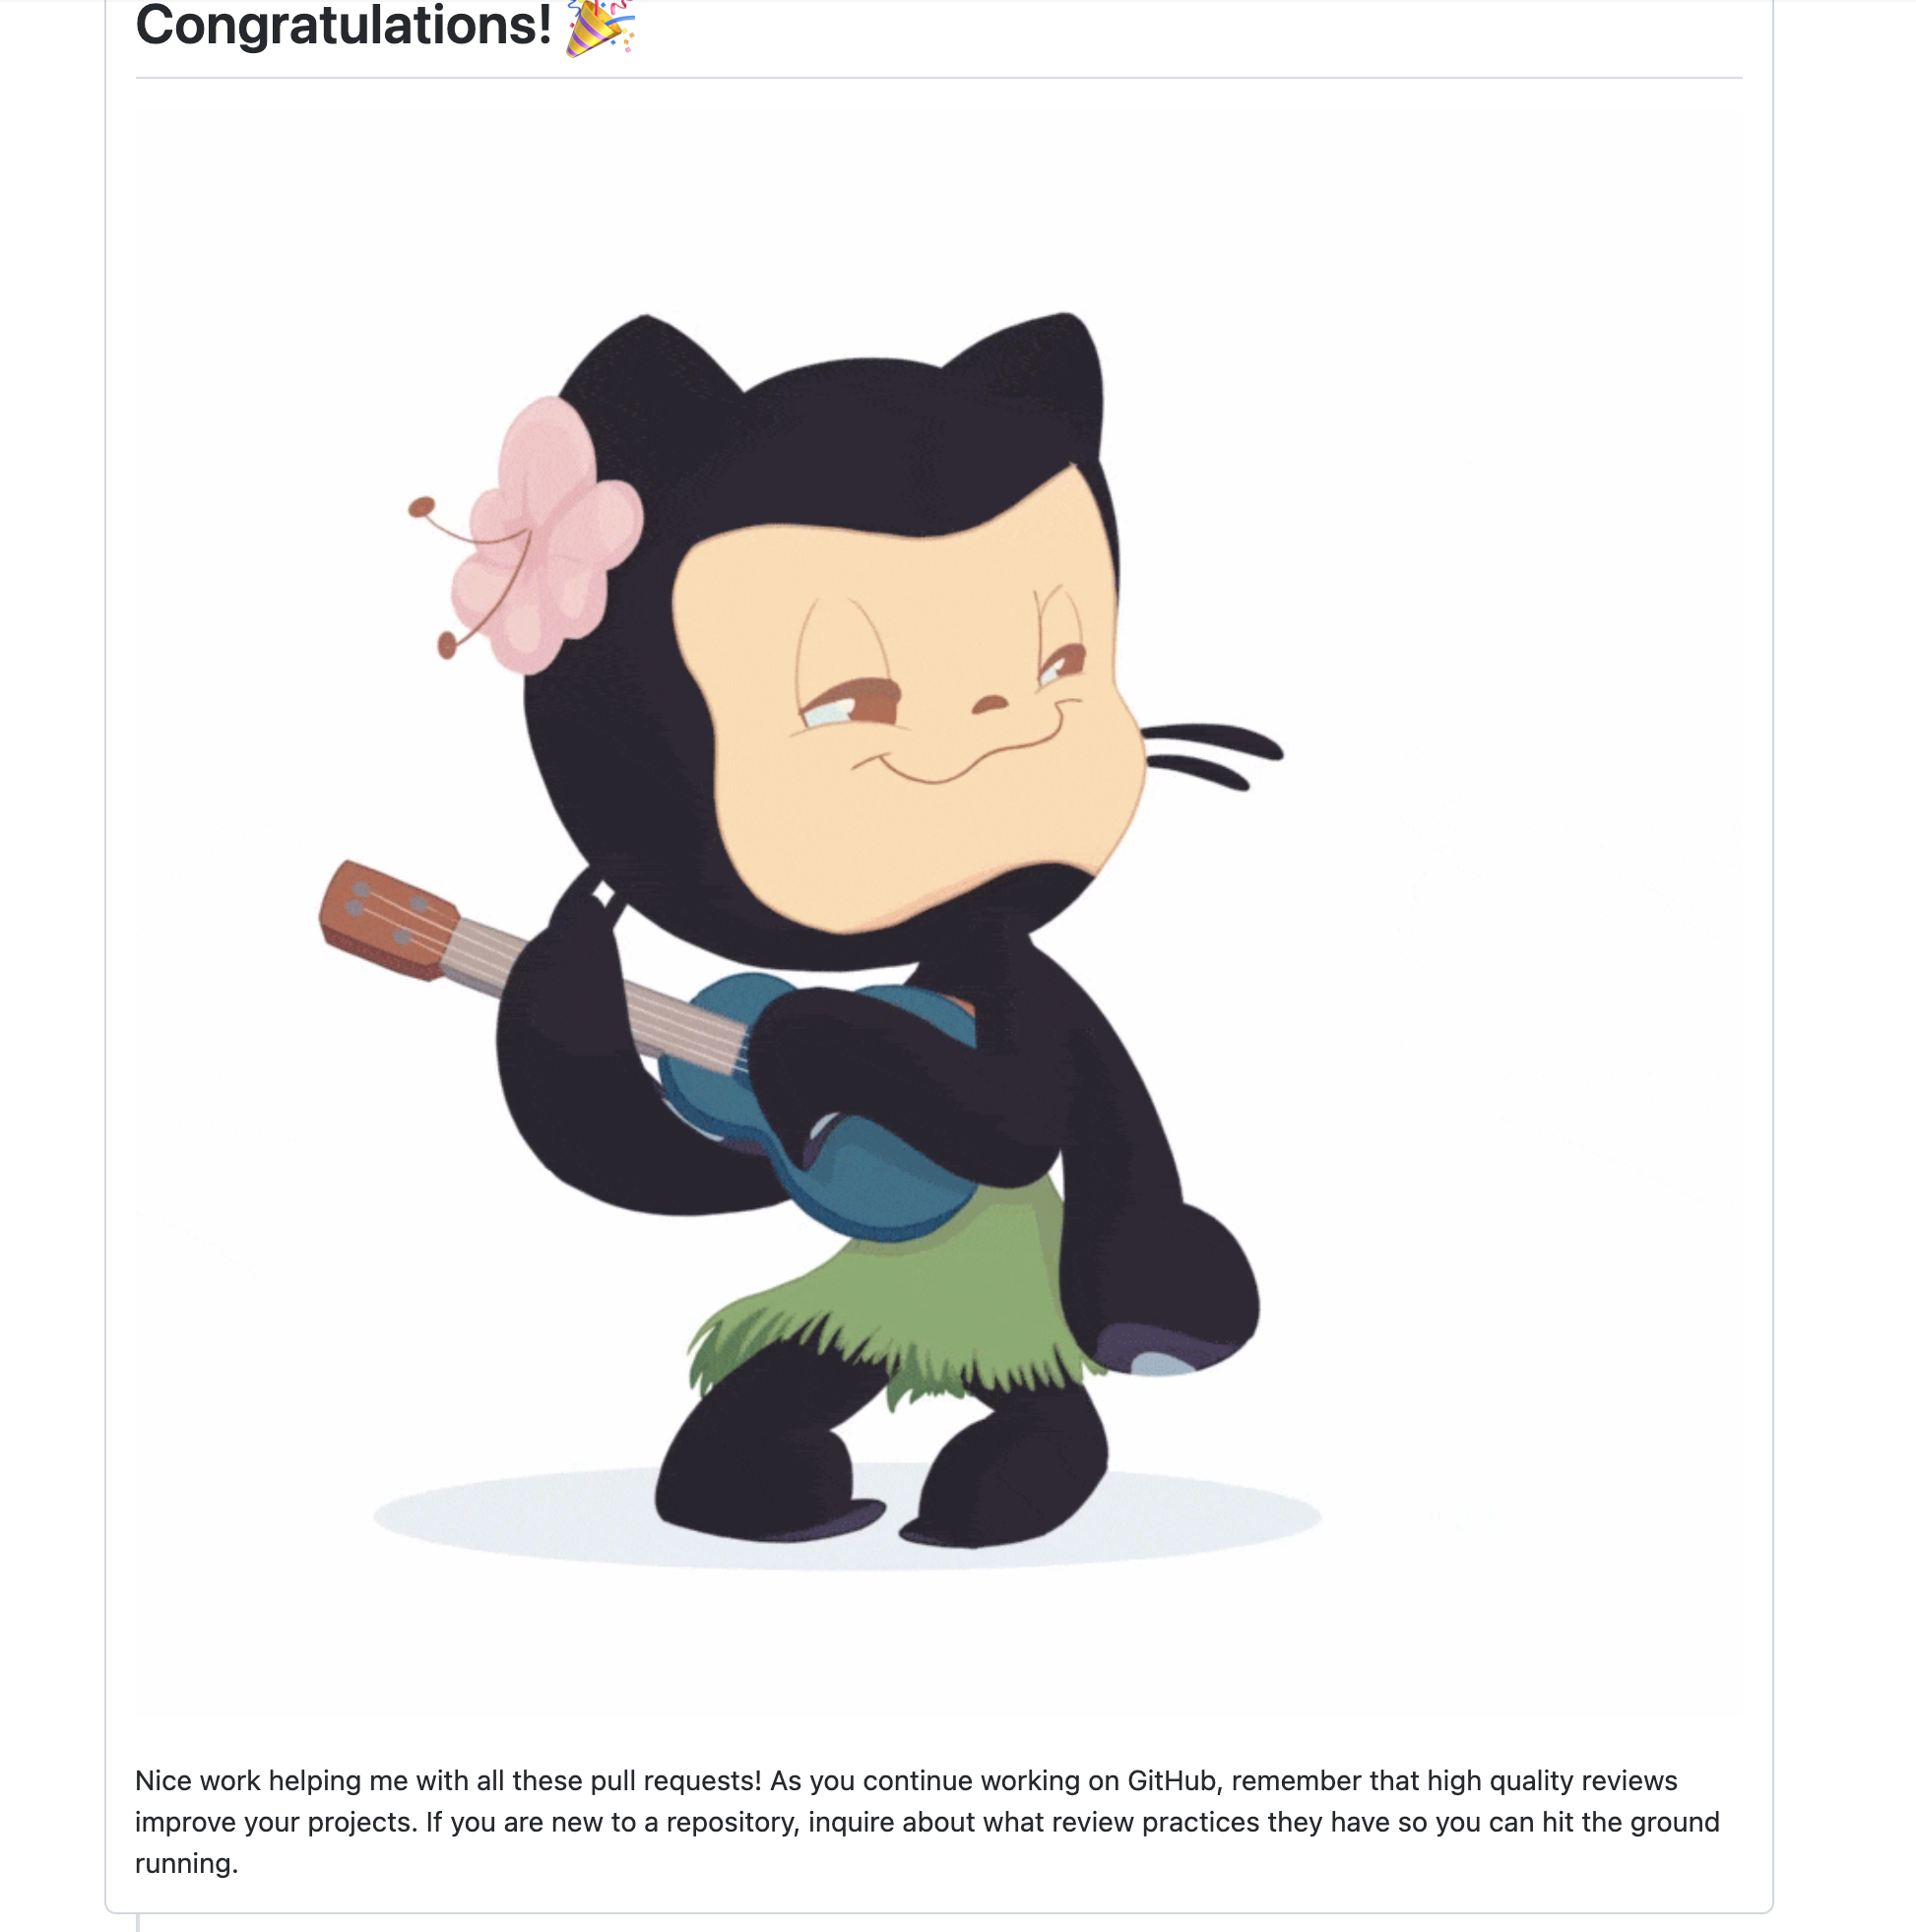 Congratulations! 🎉
Nice work helping me with all these pull requests! As you continue working on GitHub, remember that high quality reviews
improve your projects. If you are new to a repository, inquire about what review practices they have so you can hit the ground
running.